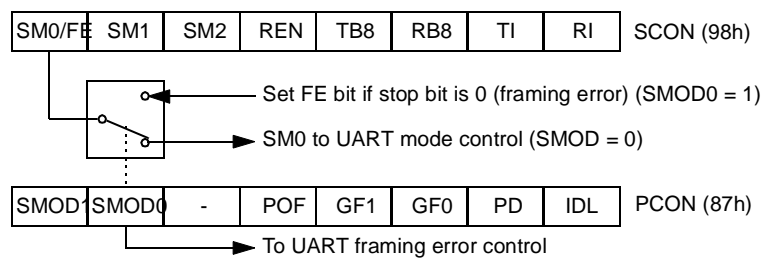 SM0/FE SM1 SM2 REN TB8 RB8 TI RI SCON (98h)
Set FE bit if stop bit is 0 (framing error) (SMOD0 = 1)
SM0 to UART mode control (SMOD = 0)
SMOD1 SMOD0 - POF GF1 GF0 PD IDL PCON (87h)
To UART framing error control